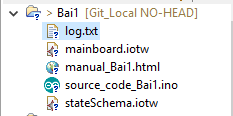 > Bai1 [Git_Local NO-HEAD]
log.txt
mainboard.iotw
manual_Bai1.html
source_code_Bai1.ino
stateSchema.iotw